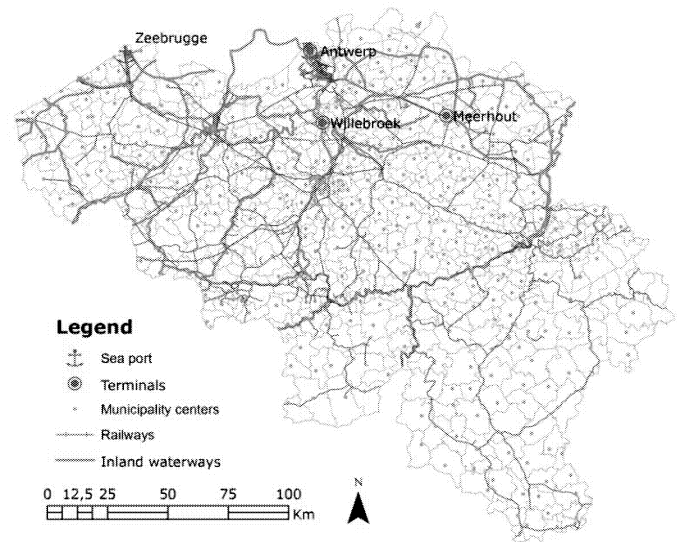 Zeebrugge
Antwerp
Willebroek
Meerhout
Legend
Sea port
Terminals
Municipality centers
Railways
Inland waterways
0 12,5 25 50 75 100
Km
N